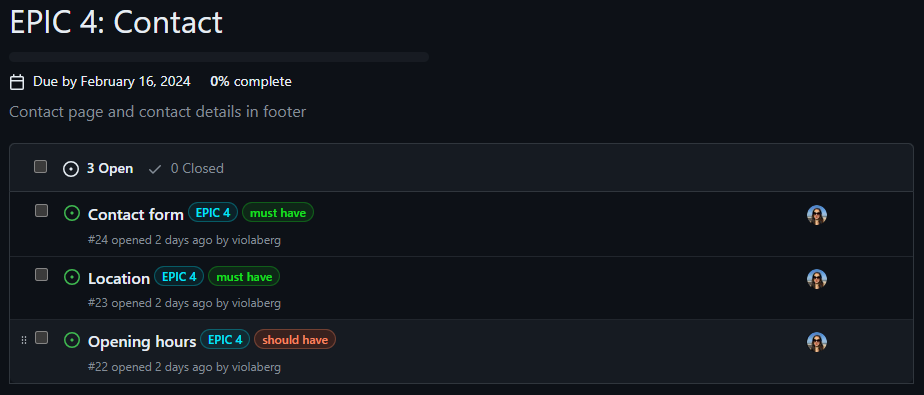 EPIC 4: Contact
Due by February 16, 2024 0% complete
Contact page and contact details in footer
3 Open 0 Closed
Contact form EPIC 4 must have
#24 opened 2 days ago by violaberg
Location EPIC 4 must have
#23 opened 2 days ago by violaberg
Opening hours EPIC 4 should have
#22 opened 2 days ago by violaberg